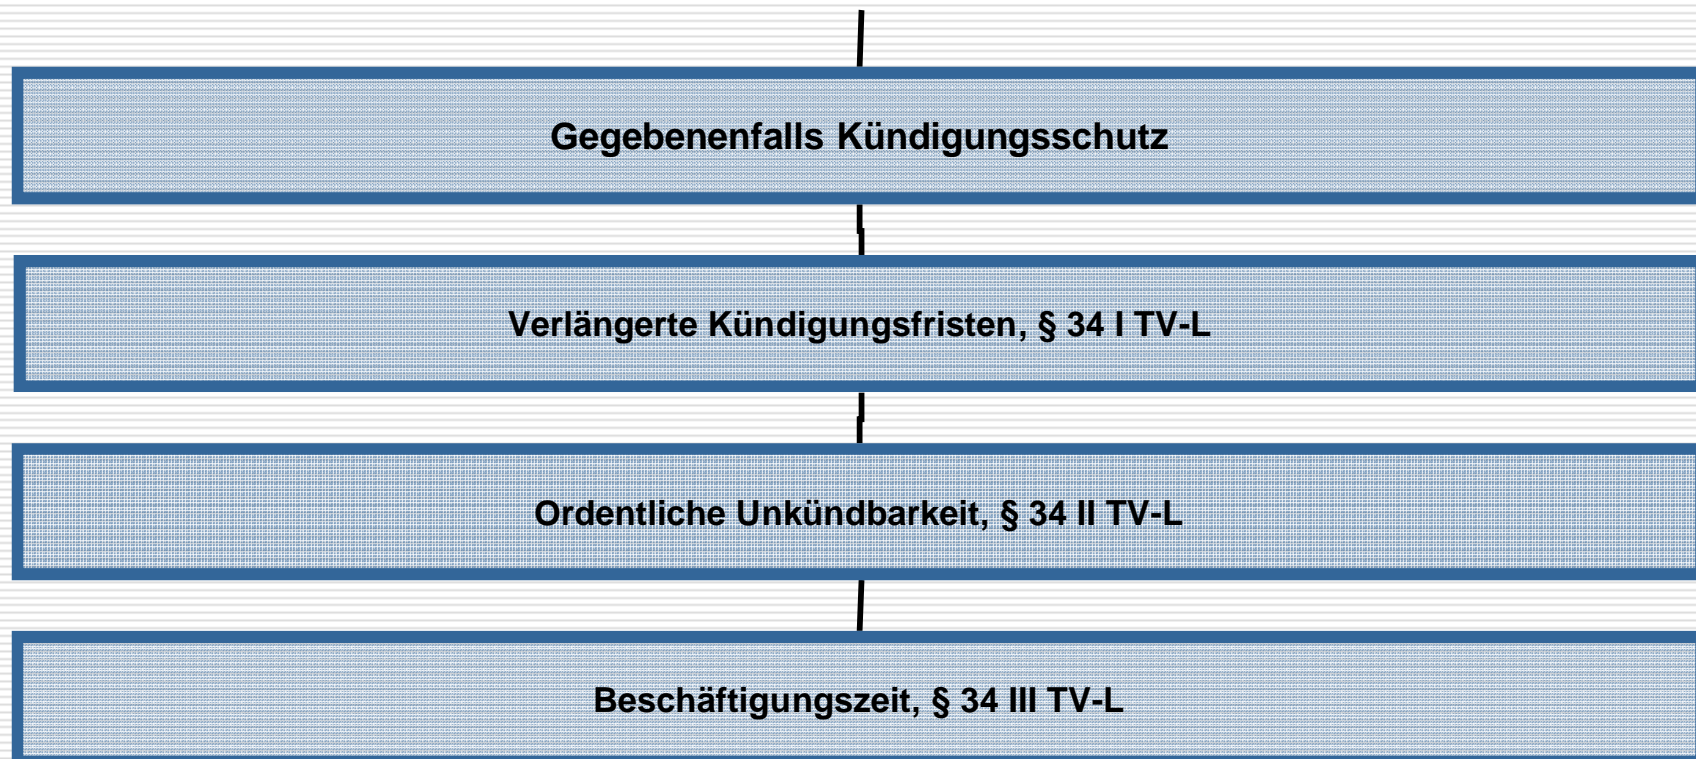 Gegebenenfalls Kündigungsschutz
Verlängerte Kündigungsfristen, § 34 I TV-L
Ordentliche Unkündbarkeit, § 34 II TV-L
Beschäftigungszeit, § 34 III TV-L